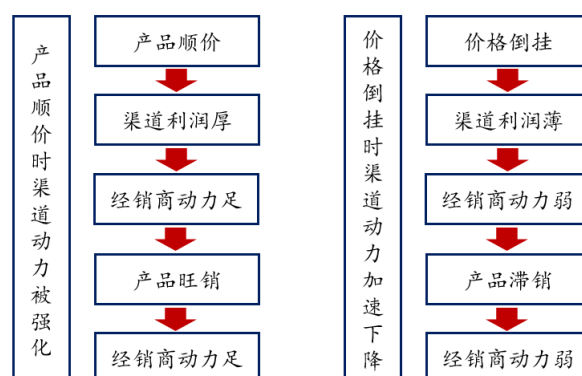 产品顺价时渠道动力被强化
产品顺价
渠道利润厚
经销商动力足
产品旺销
经销商动力足
价格倒挂时渠道动力加速下降
价格倒挂
渠道利润薄
经销商动力弱
产品滞销
经销商动力弱